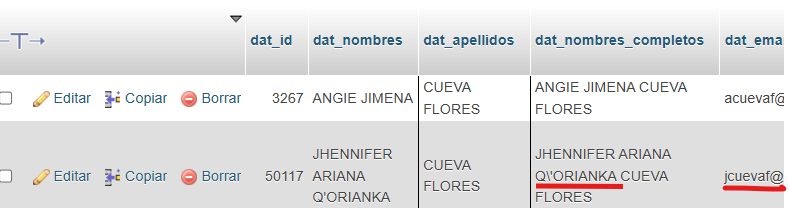 dat_id dat_nombres dat_apellidos dat_nombres_completos dat_ema
Editar Copiar Borrar 3267 ANGIE JIMENA CUEVA FLORES ANGIE JIMENA CUEVA FLORES acuevaf@
Editar Copiar Borrar 50117 JHENNIFER ARIANA Q'ORIANKA CUEVA FLORES JHENNIFER ARIANA Q\'ORIANKA CUEVA FLORES jcuevaf@